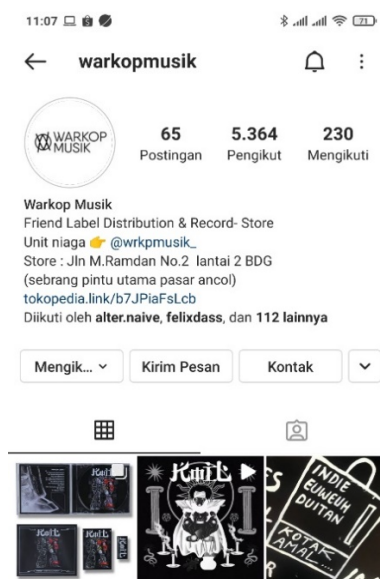 11:07
71
warkopmusik
WARKOP
MUSIK
65
Postingan
5.364
Pengikut
230
Mengikuti
Warkop Musik
Friend Label Distribution & Record- Store
Unit niaga 👉 @wrkpmusik_
Store : Jln M.Ramdan No.2 lantai 2 BDG
(sebrang pintu utama pasar ancol)
tokopedia.link/b7JPiaFsLcb
Diikuti oleh alter.naive, felixdass, dan 112 lainnya
Mengik...
Kirim Pesan
Kontak
INDIE
EUWEUH
DUITAN
KOTAK
AMAL...